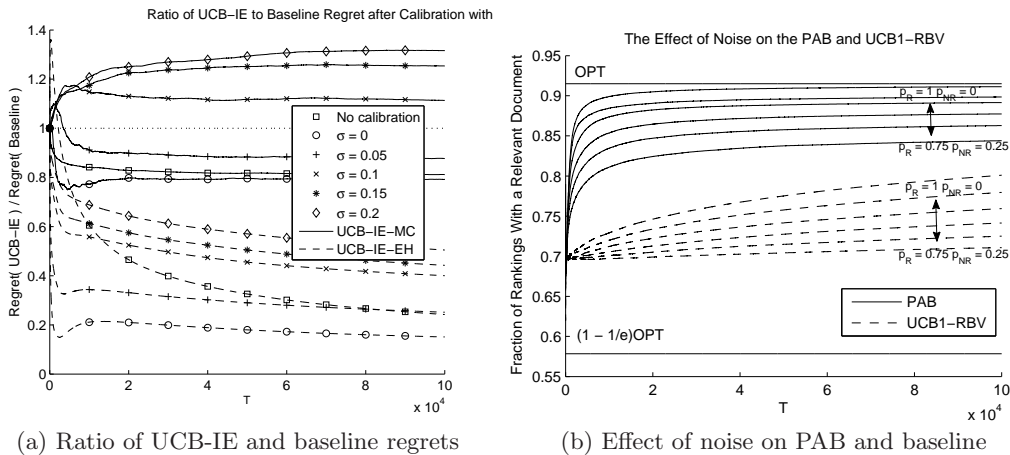 Ratio of UCB−IE to Baseline Regret after Calibration with
Regret( UCB−IE ) / Regret( Baseline )
1.4
1.2
1
0.8
0.6
0.4
0.2
0
No calibration
σ = 0
σ = 0.05
σ = 0.1
σ = 0.15
σ = 0.2
UCB−IE−MC
UCB−IE−EH
0 2 4 6 8 10
T
x 10^4
(a) Ratio of UCB-IE and baseline regrets
The Effect of Noise on the PAB and UCB1−RBV
Fraction of Rankings With a Relevant Document
0.95
0.9
0.85
0.8
0.75
0.7
0.65
0.6
0.55
OPT
p_R = 1 p_NR = 0
p_R = 0.75 p_NR = 0.25
p_R = 1 p_NR = 0
p_R = 0.75 p_NR = 0.25
PAB
UCB1−RBV
(1 − 1/e)OPT
0 2 4 6 8 10
T
x 10^4
(b) Effect of noise on PAB and baseline